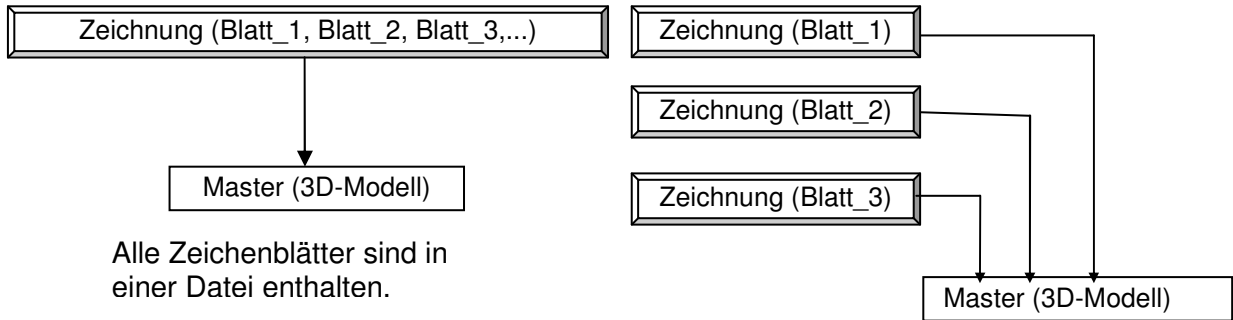 Zeichnung (Blatt_1, Blatt_2, Blatt_3,...)
Master (3D-Modell)
Alle Zeichenblätter sind in
einer Datei enthalten.
Zeichnung (Blatt_1)
Zeichnung (Blatt_2)
Zeichnung (Blatt_3)
Master (3D-Modell)